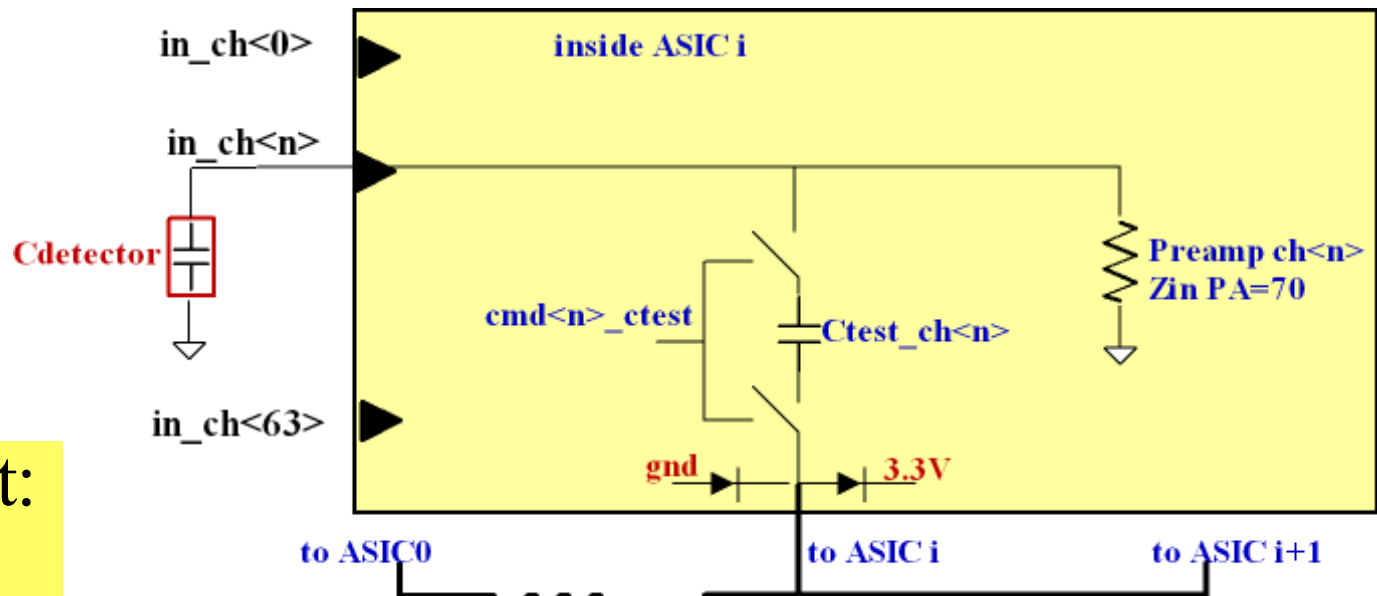 in_ch<0>
inside ASIC i
in_ch<n>
Cdetector
Preamp ch<n>
Zin PA=70
cmd<n>_ctest
Ctest_ch<n>
in_ch<63>
gnd
3.3V
t:
to ASIC0
to ASIC i
to ASIC i+1